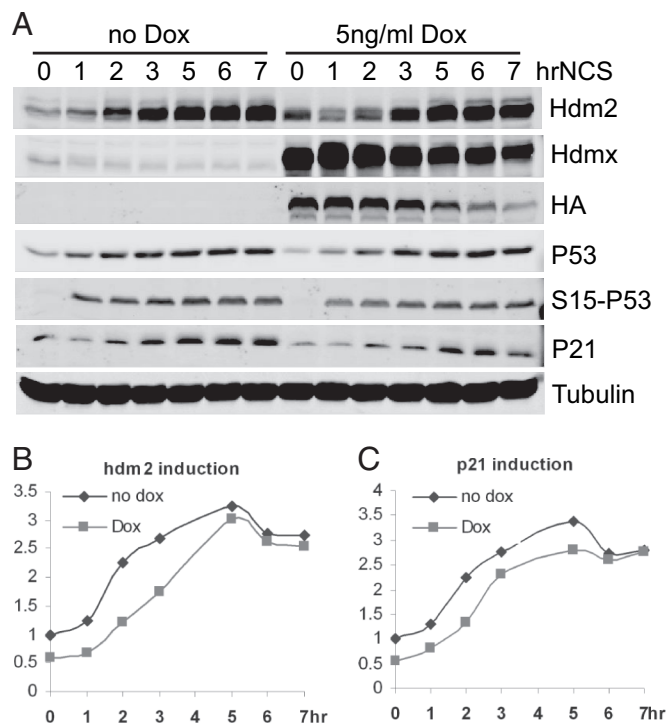 A
no Dox 5ng/ml Dox
0 1 2 3 5 6 7 0 1 2 3 5 6 7 hrNCS
Hdm2
Hdmx
HA
P53
S15-P53
P21
Tubulin
B
hdm2 induction
3.5
3
2.5
2
1.5
1
0.5
0
no dox
Dox
0 1 2 3 4 5 6 7hr
C
p21 induction
4
3.5
3
2.5
2
1.5
1
0.5
0
no dox
Dox
0 1 2 3 4 5 6 7hr